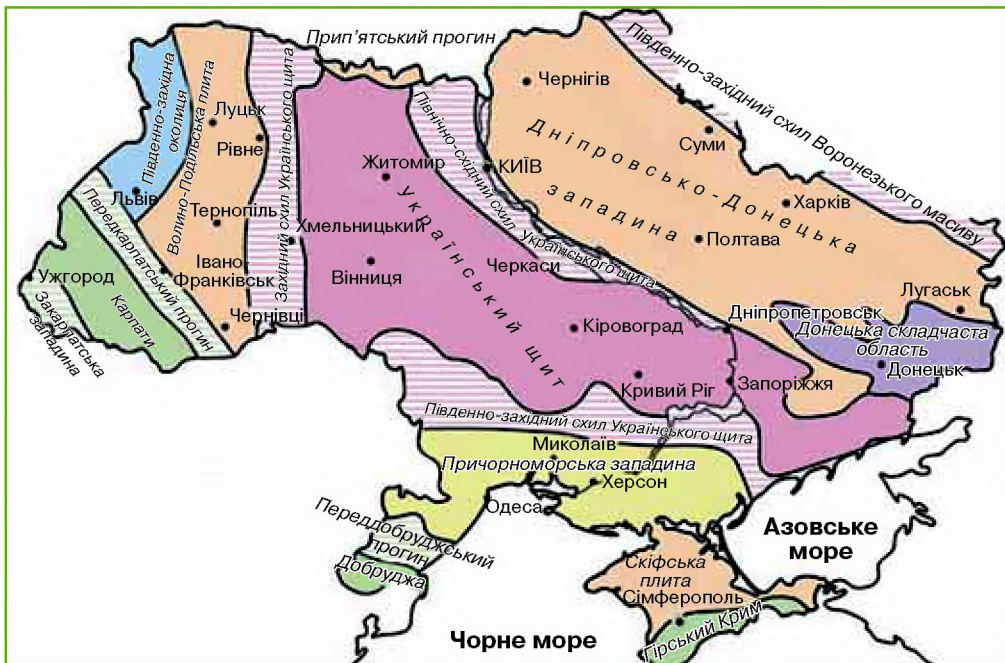 Прип'ятський прогин
Південно-західний схил Воронезького масиву
Чернігів
Суми
Дніпровсько-Донецька
западина
Харків
Полтава
Північно-східний схил Українського щита
КИЇВ
Житомир
Український щит
Південно-західна
околиця
Волино-Подільська плита
Луцьк
Рівне
Західний схил Українського щита
Львів
Тернопіль
Хмельницький
Передкарпатський прогин
Івано-
Франківськ
Вінниця
Черкаси
Ужгород
Карпати
Закарпатська
западина
Чернівці
Кіровоград
Дніпропетровськ
Лугаськ
Донецька складчаста
область
Донецьк
Кривий Ріг
Запоріжжя
Південно-західний схил Українського щита
Миколаїв
Причорноморська западина
Херсон
Одеса
Переддобруджський
прогин
Добруджа
Азовське
море
Скіфська
плита
Сімферополь
Гірський Крим
Чорне море